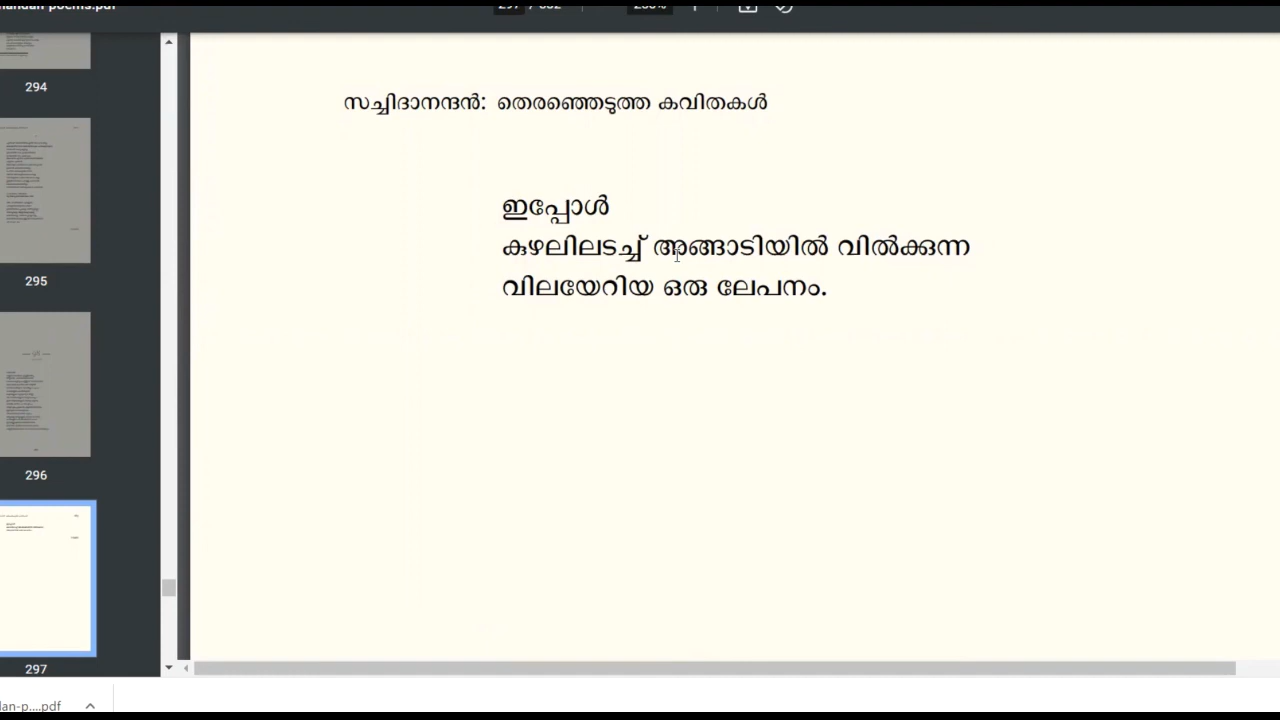 294
295
296
297
സച്ചിദാനന്ദൻ: തെരഞ്ഞെടുത്ത കവിതകൾ
ഇപ്പോൾ
കുഴലിലടച്ച് അങ്ങാടിയിൽ വിൽക്കുന്ന
വിലയേറിയ ഒരു ലേപനം.